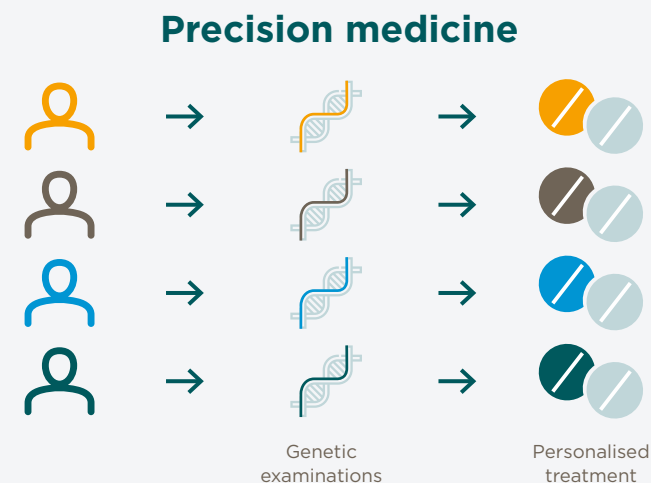 Precision medicine
Genetic
examinations
Personalised
treatment